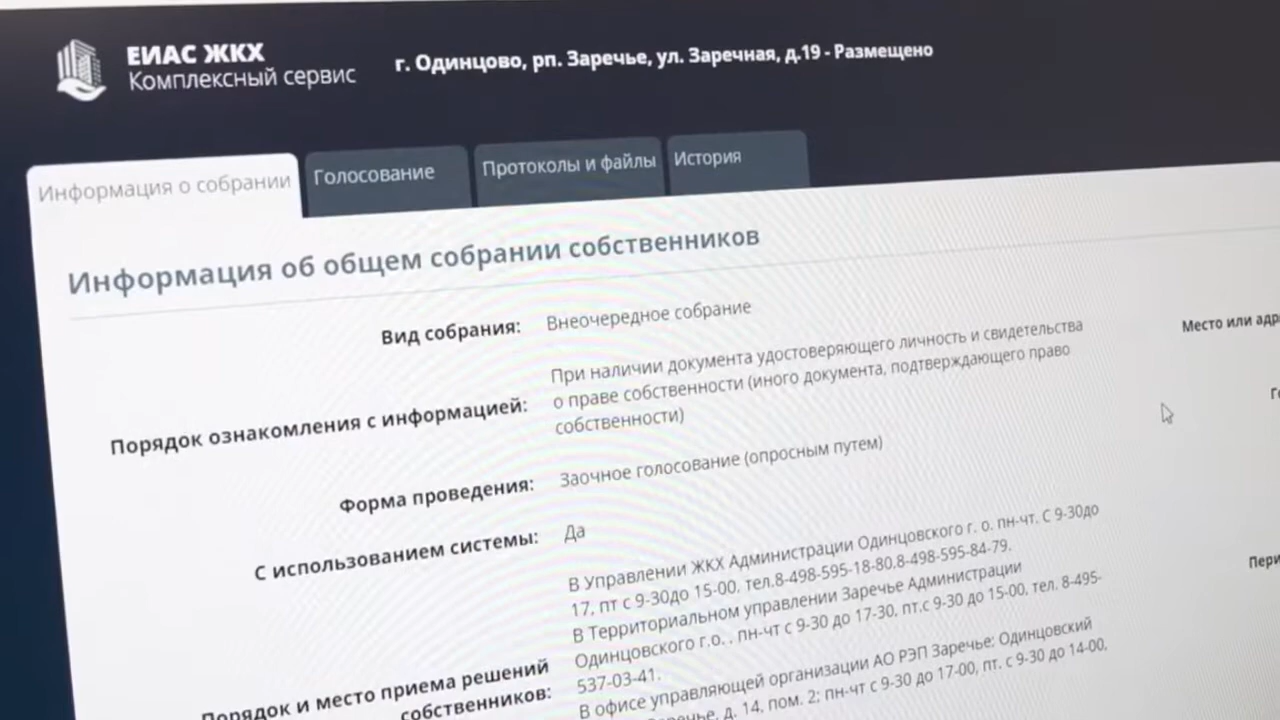 ЕИАС ЖКХ
Комплексный сервис
г. Одинцово, рп. Заречье, ул. Заречная, д.19 - Размещено
Информация о собрании
Голосование
Протоколы и файлы
История
Информация об общем собрании собственников
Вид собрания:
Внеочередное собрание
Порядок ознакомления с информацией:
При наличии документа удостоверяющего личность и свидетельства
о праве собственности (иного документа, подтверждающего право
собственности)
Форма проведения:
Заочное голосование (опросным путем)
С использованием системы:
Да
Порядок и место приема решений
собственников:
В Управлении ЖКХ Администрации Одинцовского г. о. пн-чт. С 9-30до
17, пт с 9-30до 15-00, тел.8-498-595-18-80,8-498-595-84-79.
В Территориальном управлении Заречье Администрации
Одинцовского г.о. . пн-чт с 9-30 до 17-30, пт.с 9-30 до 15-00, тел. 8-495-
537-03-41.
В офисе управляющей организации АО РЭП Заречье: Одинцовский
д. 14, пом. 2; пн-чт с 9-30 до 17-00, пт. с 9-30 до 14-00,
Место или адр